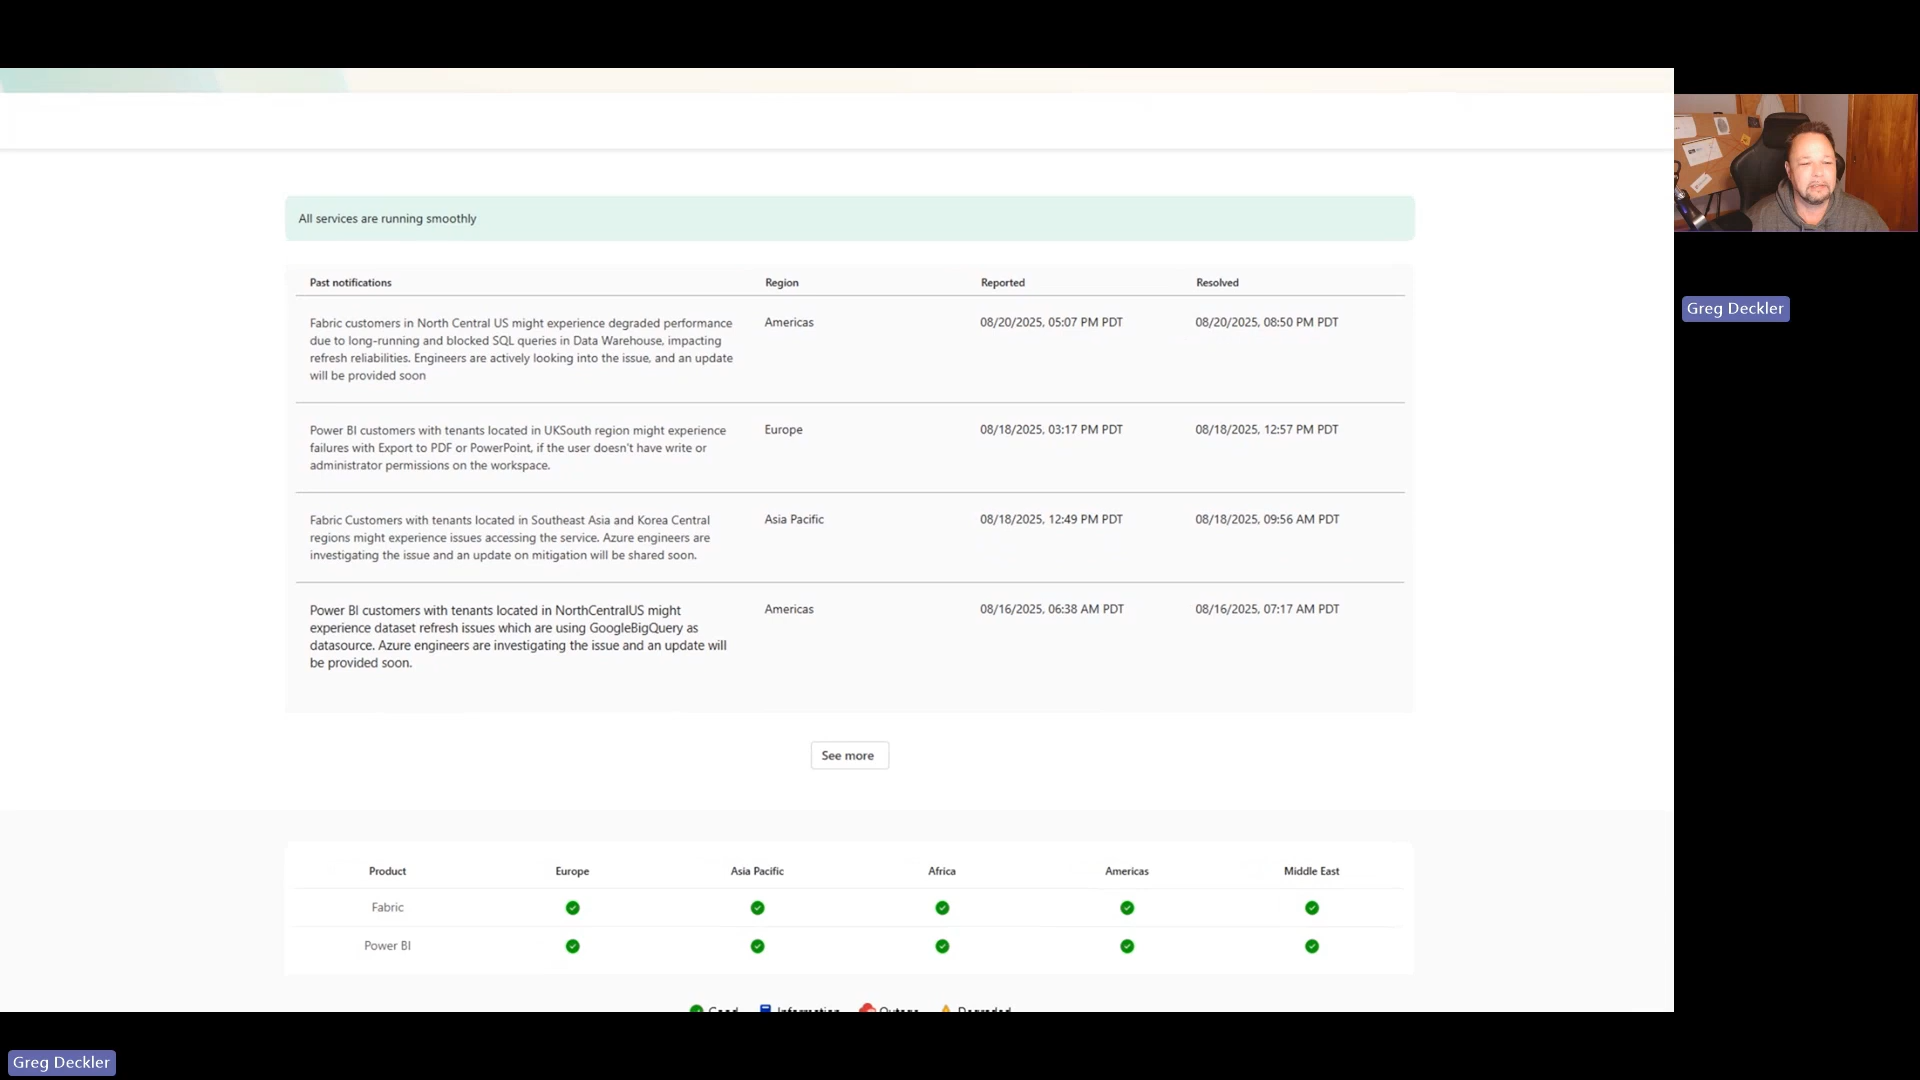 All services are running smoothly
Past notifications Region Reported Resolved
Fabric customers in North Central US might experience degraded performance
due to long-running and blocked SQL queries in Data Warehouse, impacting
refresh reliabilities. Engineers are actively looking into the issue, and an update
will be provided soon
Americas 08/20/2025, 05:07 PM PDT 08/20/2025, 08:50 PM PDT
Power BI customers with tenants located in UKSouth region might experience
failures with Export to PDF or PowerPoint, if the user doesn't have write or
administrator permissions on the workspace.
Europe 08/18/2025, 03:17 PM PDT 08/18/2025, 12:57 PM PDT
Fabric Customers with tenants located in Southeast Asia and Korea Central
regions might experience issues accessing the service. Azure engineers are
investigating the issue and an update on mitigation will be shared soon.
Asia Pacific 08/18/2025, 12:49 PM PDT 08/18/2025, 09:56 AM PDT
Power BI customers with tenants located in NorthCentralUS might
experience dataset refresh issues which are using GoogleBigQuery as
datasource. Azure engineers are investigating the issue and an update will
be provided soon.
Americas 08/16/2025, 06:38 AM PDT 08/16/2025, 07:17 AM PDT
See more
Product Europe Asia Pacific Africa Americas Middle East
Fabric
Power BI
Good Information Outage Degraded
Greg Deckler
Greg Deckler